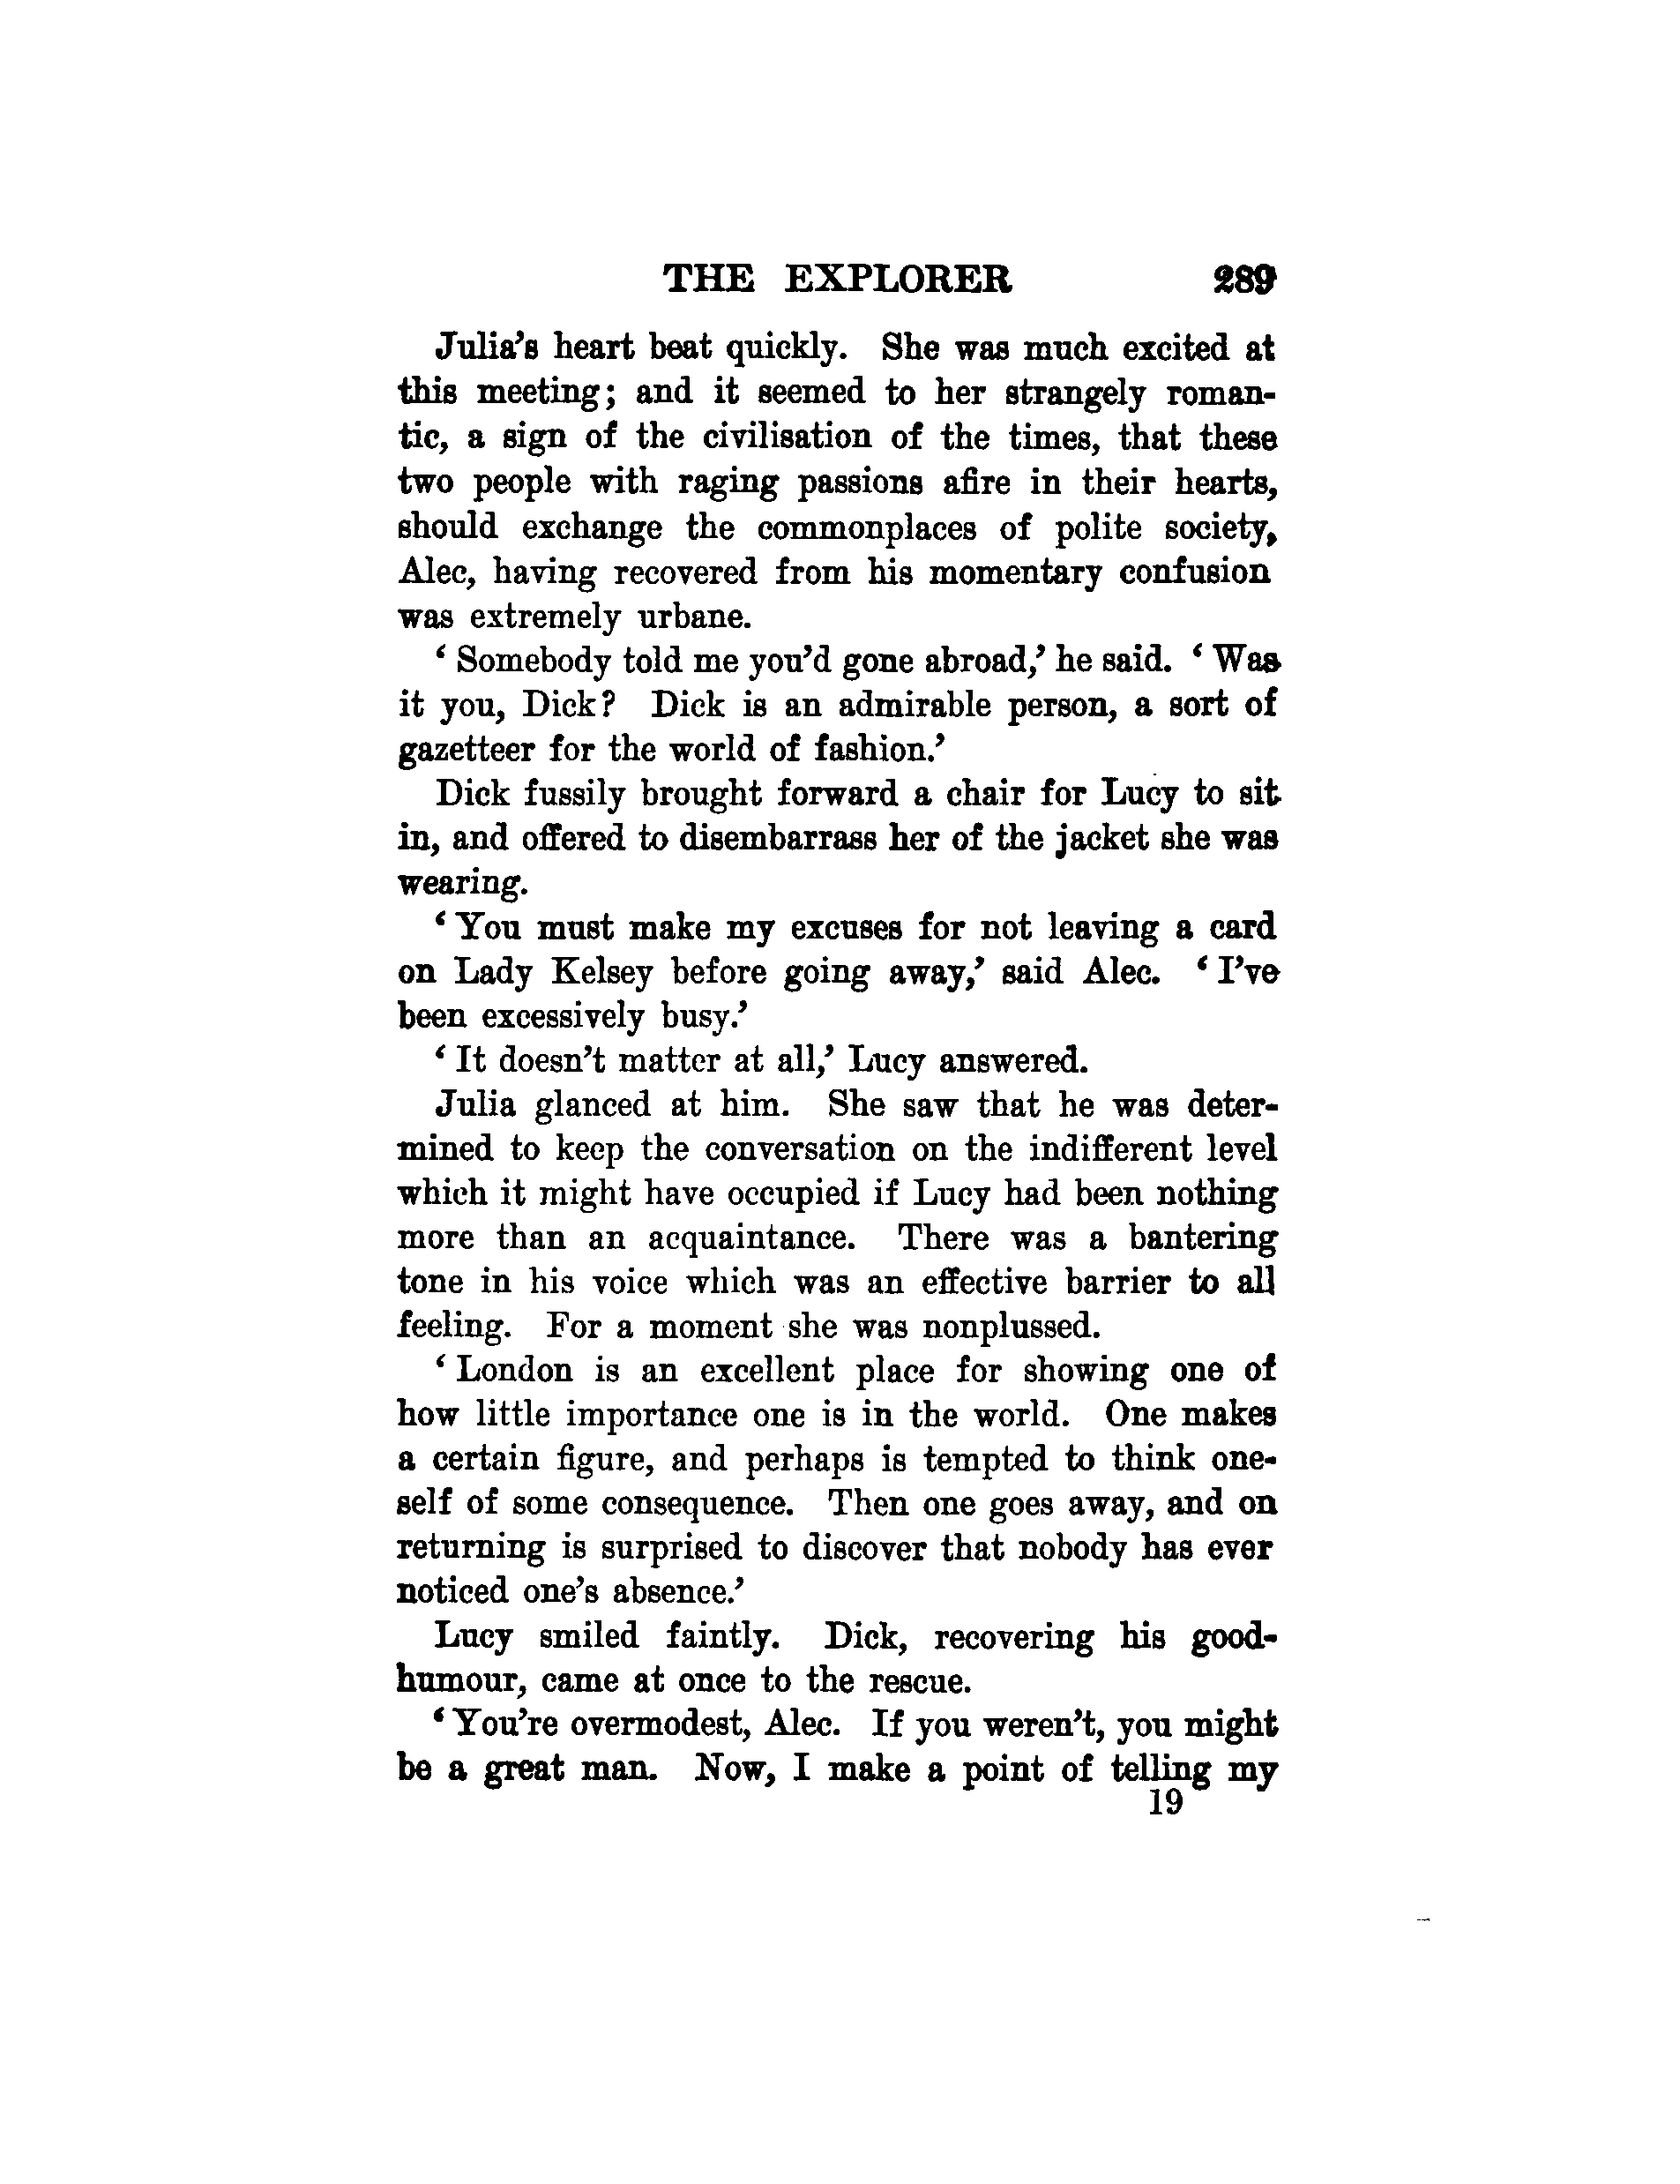 THE EXPLORER 289
Julia's heart beat quickly. She was much excited at
this meeting; and it seemed to her strangely roman-
tic, a sign of the civilisation of the times, that these
two people with raging passions afire in their hearts,
should exchange the commonplaces of polite society,
Alec, having recovered from his momentary confusion
was extremely urbane.
‘ Somebody told me you'd gone abroad,’ he said. ‘ Was
it you, Dick? Dick is an admirable person, a sort of
gazetteer for the world of fashion.’
Dick fussily brought forward a chair for Lucy to sit
in, and offered to disembarrass her of the jacket she was
wearing.
‘ You must make my excuses for not leaving a card
on Lady Kelsey before going away,’ said Alec. ‘ I've
been excessively busy.’
‘ It doesn't matter at all,’ Lucy answered.
Julia glanced at him. She saw that he was deter-
mined to keep the conversation on the indifferent level
which it might have occupied if Lucy had been nothing
more than an acquaintance. There was a bantering
tone in his voice which was an effective barrier to all
feeling. For a moment she was nonplussed.
‘ London is an excellent place for showing one of
how little importance one is in the world. One makes
a certain figure, and perhaps is tempted to think one-
self of some consequence. Then one goes away, and on
returning is surprised to discover that nobody has ever
noticed one's absence.’
Lucy smiled faintly. Dick, recovering his good-
humour, came at once to the rescue.
‘ You're overmodest, Alec. If you weren't, you might
be a great man. Now, I make a point of telling my
19